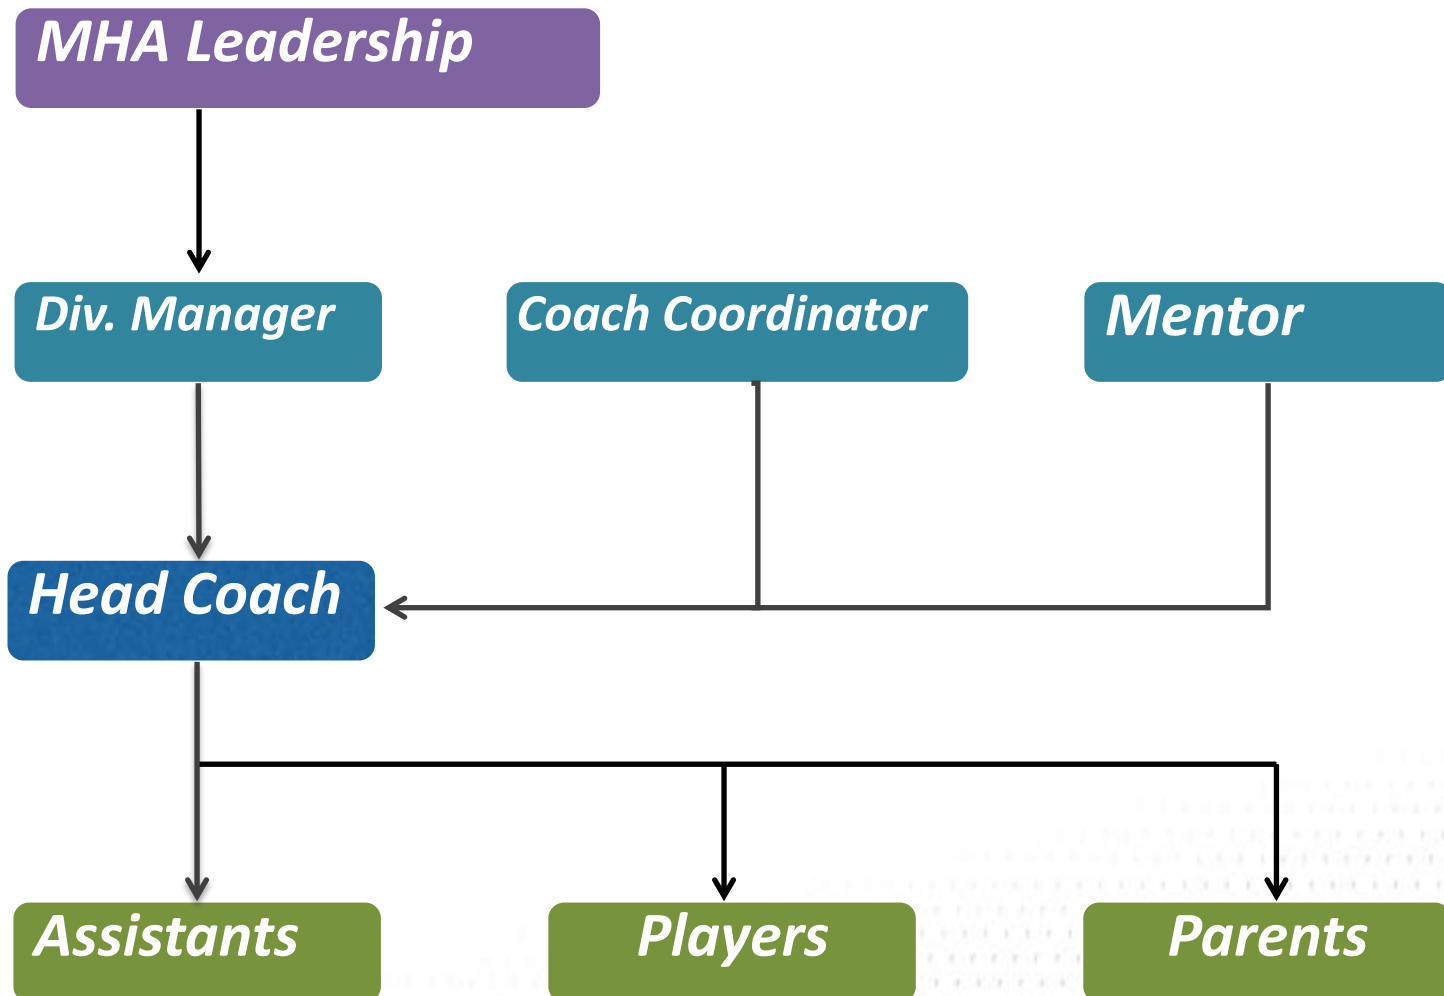 MHA Leadership
Div. Manager
Coach Coordinator
Mentor
Head Coach
Assistants
Players
Parents